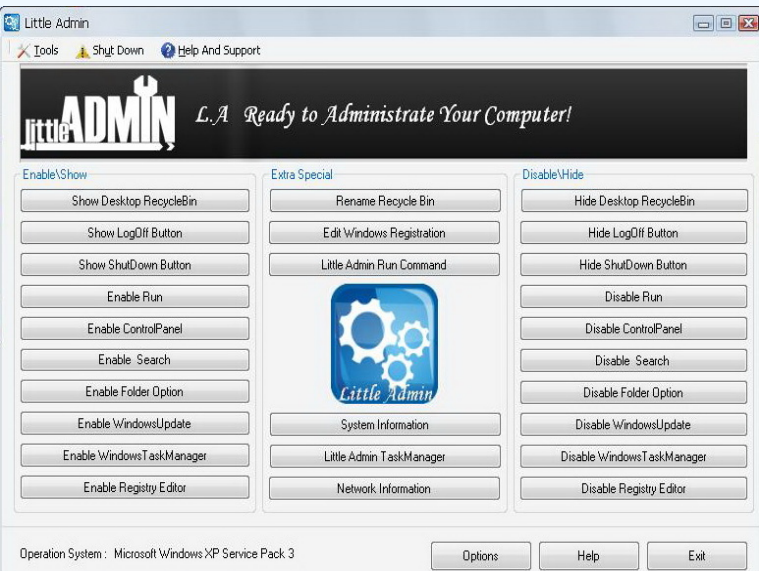 Little Admin
Tools Shut Down Help And Support
little ADMIN L.A Ready to Administrate Your Computer!
Enable\Show
Show Desktop RecycleBin
Show LogOff Button
Show ShutDown Button
Enable Run
Enable ControlPanel
Enable Search
Enable Folder Option
Enable WindowsUpdate
Enable WindowsTaskManager
Enable Registry Editor
Extra Special
Rename Recycle Bin
Edit Windows Registration
Little Admin Run Command
Little Admin
System Information
Little Admin TaskManager
Network Information
Disable\Hide
Hide Desktop RecycleBin
Hide LogOff Button
Hide ShutDown Button
Disable Run
Disable ControlPanel
Disable Search
Disable Folder Option
Disable WindowsUpdate
Disable WindowsTaskManager
Disable Registry Editor
Operation System : Microsoft Windows XP Service Pack 3
Options Help Exit